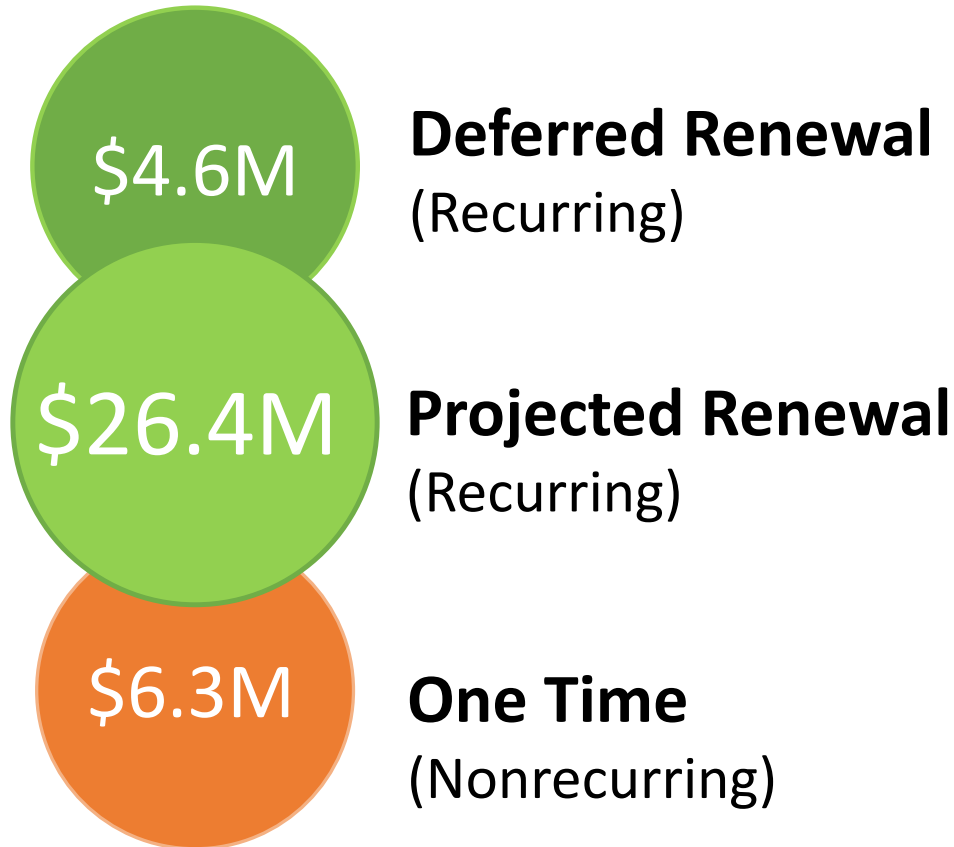 $4.6M
Deferred Renewal
(Recurring)
$26.4M
Projected Renewal
(Recurring)
$6.3M
One Time
(Nonrecurring)